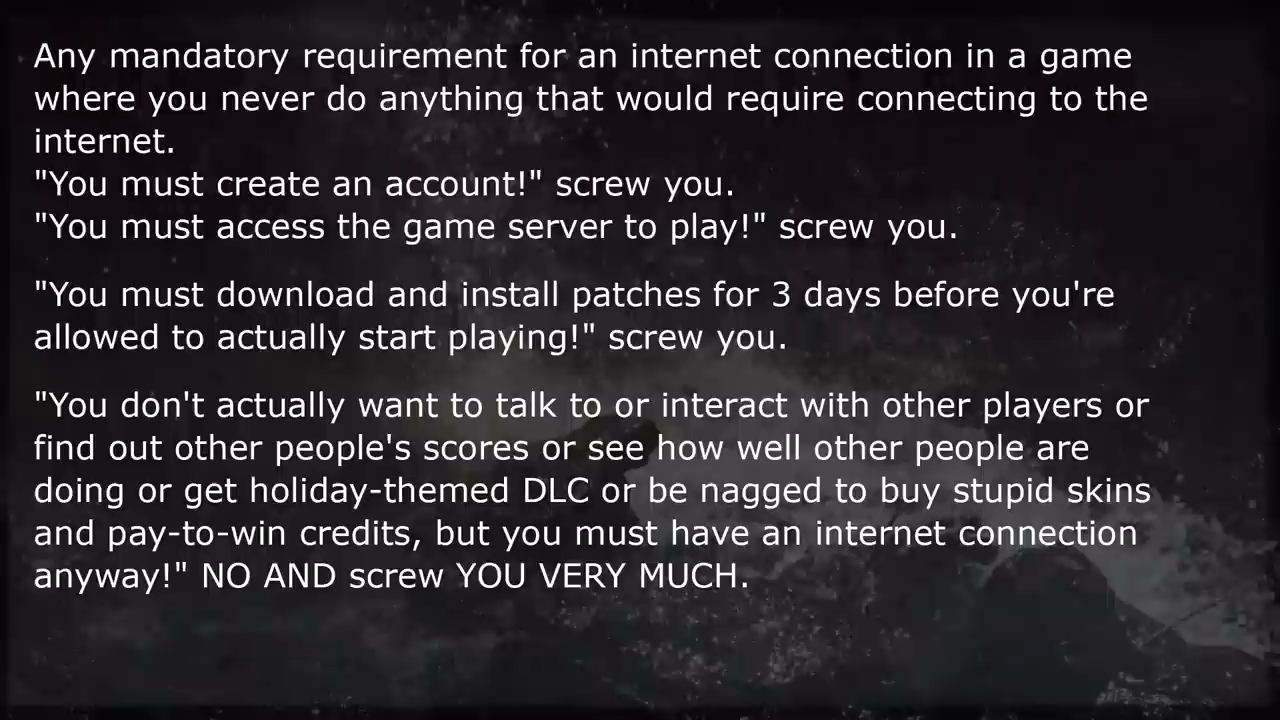 Any mandatory requirement for an internet connection in a game
where you never do anything that would require connecting to the
internet.
"You must create an account!" screw you.
"You must access the game server to play!" screw you.
"You must download and install patches for 3 days before you're
allowed to actually start playing!" screw you.
"You don't actually want to talk to or interact with other players or
find out other people's scores or see how well other people are
doing or get holiday-themed DLC or be nagged to buy stupid skins
and pay-to-win credits, but you must have an internet connection
anyway!" NO AND screw YOU VERY MUCH.